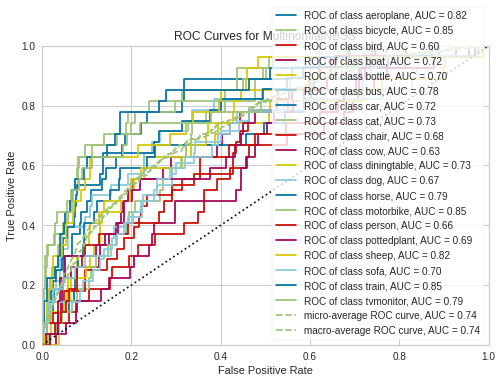 ROC Curves for MultinomialNBSS
ROC of class aeroplane, AUC = 0.82
ROC of class bicycle, AUC = 0.85
ROC of class bird, AUC = 0.60
ROC of class boat, AUC = 0.72
ROC of class bottle, AUC = 0.70
ROC of class bus, AUC = 0.78
ROC of class car, AUC = 0.72
ROC of class cat, AUC = 0.73
ROC of class chair, AUC = 0.68
ROC of class cow, AUC = 0.63
ROC of class diningtable, AUC = 0.73
ROC of class dog, AUC = 0.67
ROC of class horse, AUC = 0.79
ROC of class motorbike, AUC = 0.85
ROC of class person, AUC = 0.66
ROC of class pottedplant, AUC = 0.69
ROC of class sheep, AUC = 0.82
ROC of class sofa, AUC = 0.70
ROC of class train, AUC = 0.85
ROC of class tvmonitor, AUC = 0.79
micro-average ROC curve, AUC = 0.74
macro-average ROC curve, AUC = 0.74
True Positive Rate
1.0
0.8
0.6
0.4
0.2
0.0
0.0 0.2 0.4 0.6 0.8 1.0
False Positive Rate